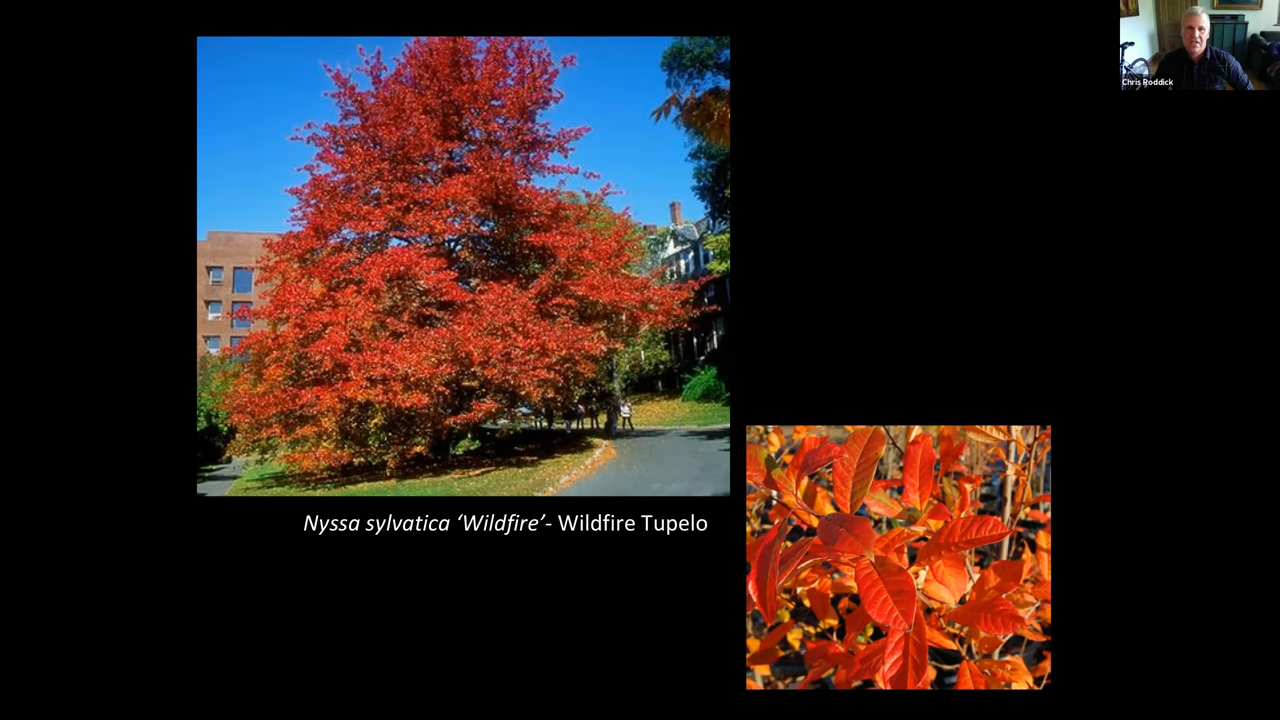 Chris Roddick
Nyssa sylvatica ‘Wildfire’- Wildfire Tupelo